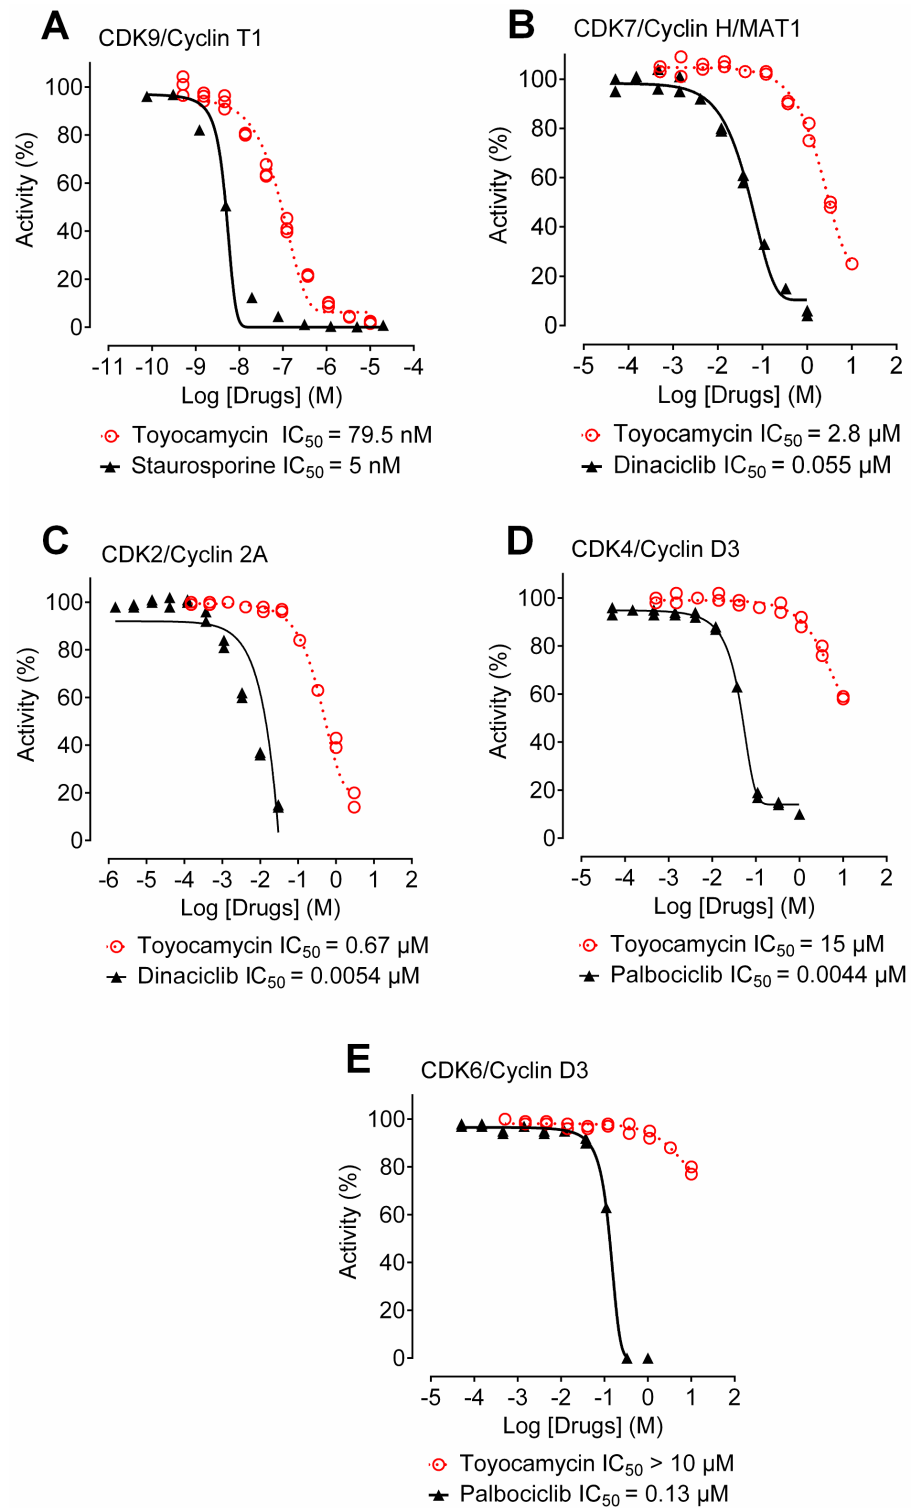 A
CDK9/Cyclin T1
Activity (%)
100
80
60
40
20
0
-11 -10 -9 -8 -7 -6 -5 -4
Log [Drugs] (M)
Toyocamycin IC50 = 79.5 nM
Staurosporine IC50 = 5 nM
B
CDK7/Cyclin H/MAT1
Activity (%)
100
80
60
40
20
0
-5 -4 -3 -2 -1 0 1 2
Log [Drugs] (M)
Toyocamycin IC50 = 2.8 µM
Dinaciclib IC50 = 0.055 µM
C
CDK2/Cyclin 2A
Activity (%)
100
80
60
40
20
0
-6 -5 -4 -3 -2 -1 0 1 2
Log [Drugs] (M)
Toyocamycin IC50 = 0.67 µM
Dinaciclib IC50 = 0.0054 µM
D
CDK4/Cyclin D3
Activity (%)
100
80
60
40
20
0
-5 -4 -3 -2 -1 0 1 2
Log [Drugs] (M)
Toyocamycin IC50 = 15 µM
Palbociclib IC50 = 0.0044 µM
E
CDK6/Cyclin D3
Activity (%)
100
80
60
40
20
0
-5 -4 -3 -2 -1 0 1 2
Log [Drugs] (M)
Toyocamycin IC50 > 10 µM
Palbociclib IC50 = 0.13 µM